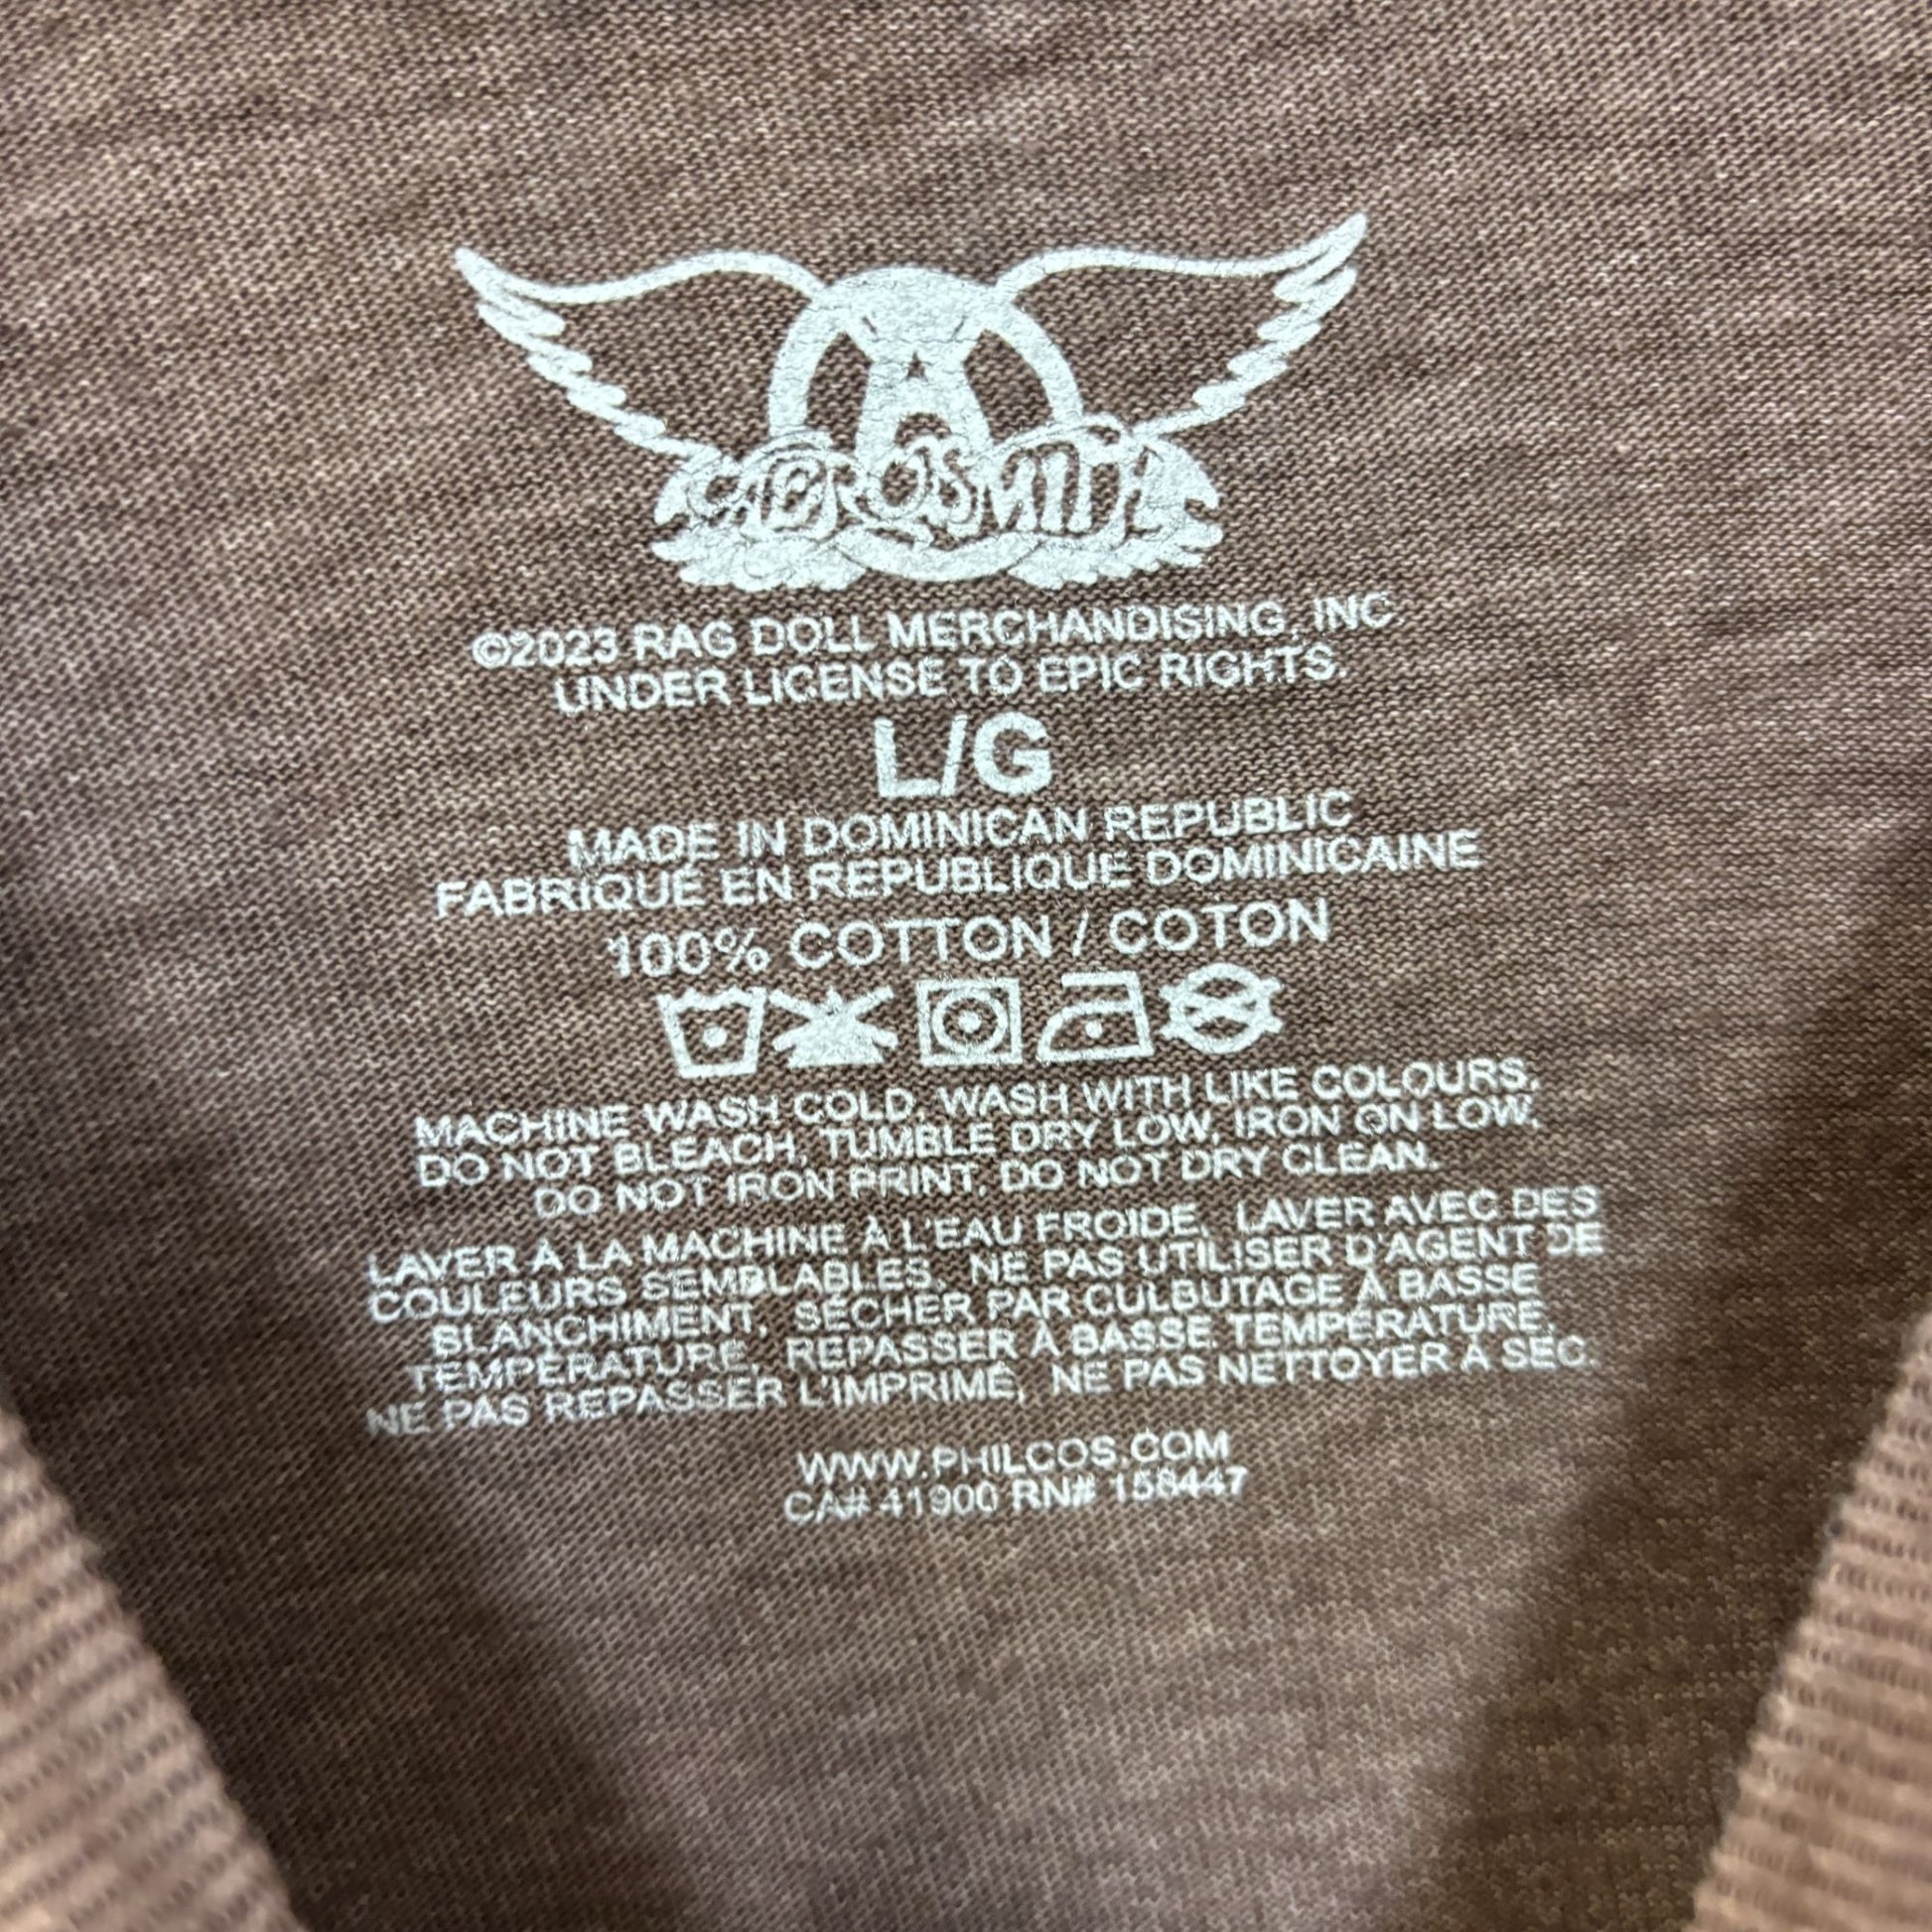 A
AEROSMITH
©2023 RAG DOLL MERCHANDISING, INC
UNDER LICENSE TO EPIC RIGHTS.
L/G
MADE IN DOMINICAN REPUBLIC
FABRIQUÉ EN REPUBLIQUE DOMINICAINE
100% COTTON / COTON
MACHINE WASH COLD, WASH WITH LIKE COLOURS,
DO NOT BLEACH, TUMBLE DRY LOW, IRON ON LOW,
DO NOT IRON PRINT, DO NOT DRY CLEAN.
LAVER À LA MACHINE À L'EAU FROIDE, LAVER AVEC DES
COULEURS SEMBLABLES, NE PAS UTILISER D'AGENT DE
BLANCHIMENT, SÉCHER PAR CULBUTAGE À BASSE
TEMPÉRATURE, REPASSER À BASSE TEMPÉRATURE,
NE PAS REPASSER L'IMPRIMÉ, NE PAS NETTOYER À SEC.
WWW.PHILCOS.COM
CA# 41900 RN# 158447